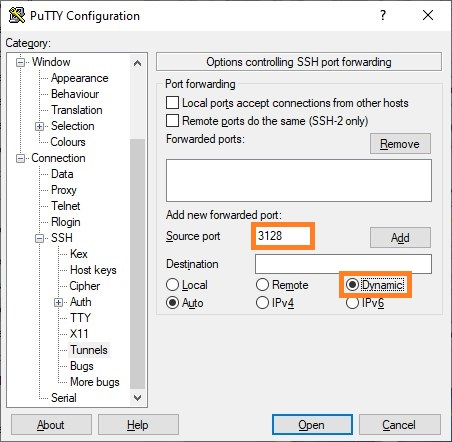 PuTTY Configuration
Category:
Window
Appearance
Behaviour
Translation
Selection
Colours
Connection
Data
Proxy
Telnet
Rlogin
SSH
Kex
Host keys
Cipher
Auth
TTY
X11
Tunnels
Bugs
More bugs
Serial
Options controlling SSH port forwarding
Port forwarding
Local ports accept connections from other hosts
Remote ports do the same (SSH-2 only)
Forwarded ports:
Remove
Add new forwarded port:
Source port 3128 Add
Destination
Local Remote Dynamic
Auto IPv4 IPv6
About Help Open Cancel